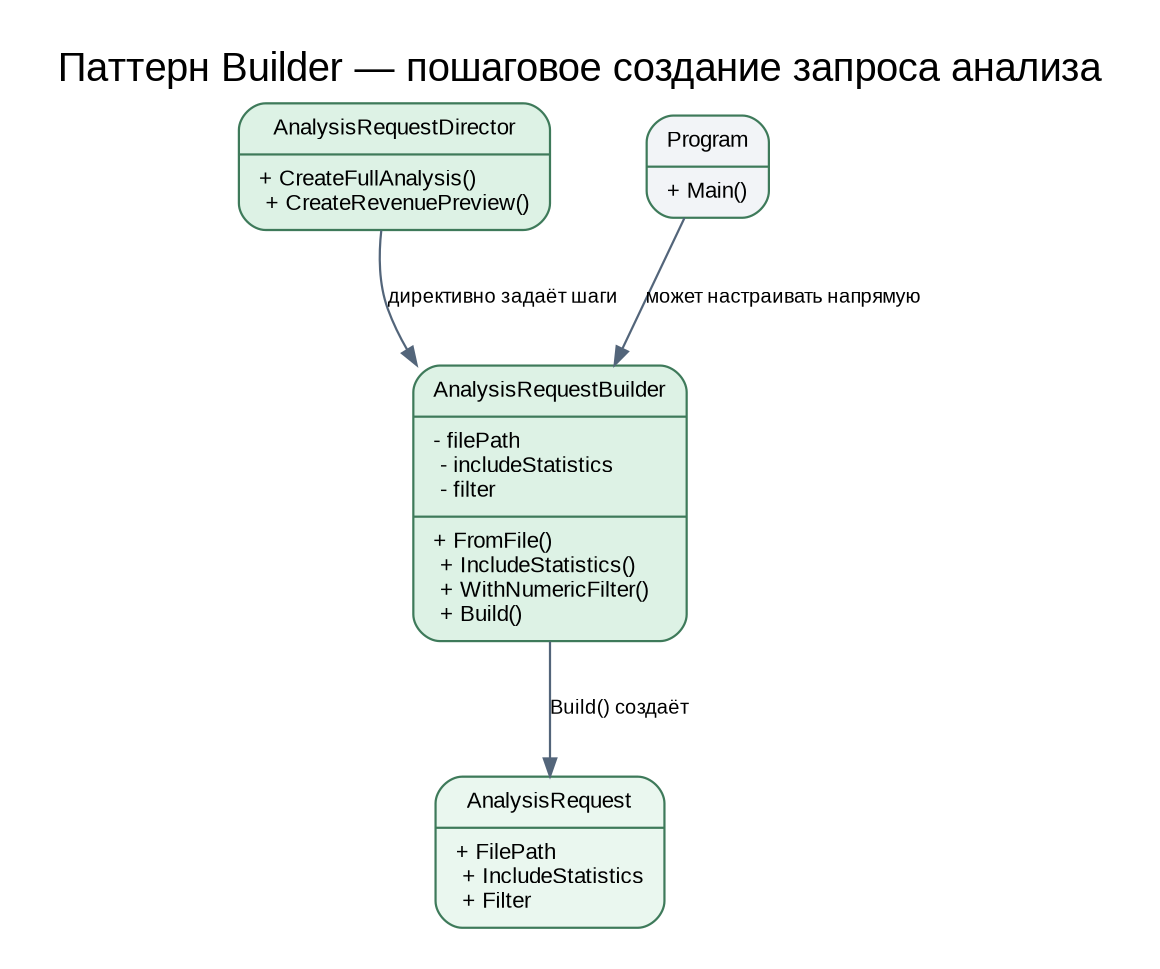 Паттерн Builder — пошаговое создание запроса анализа
AnalysisRequestDirector
+ CreateFullAnalysis()
+ CreateRevenuePreview()
Program
+ Main()
директивно задаёт шаги
может настраивать напрямую
AnalysisRequestBuilder
- filePath
- includeStatistics
- filter
+ FromFile()
+ IncludeStatistics()
+ WithNumericFilter()
+ Build()
Build() создаёт
AnalysisRequest
+ FilePath
+ IncludeStatistics
+ Filter